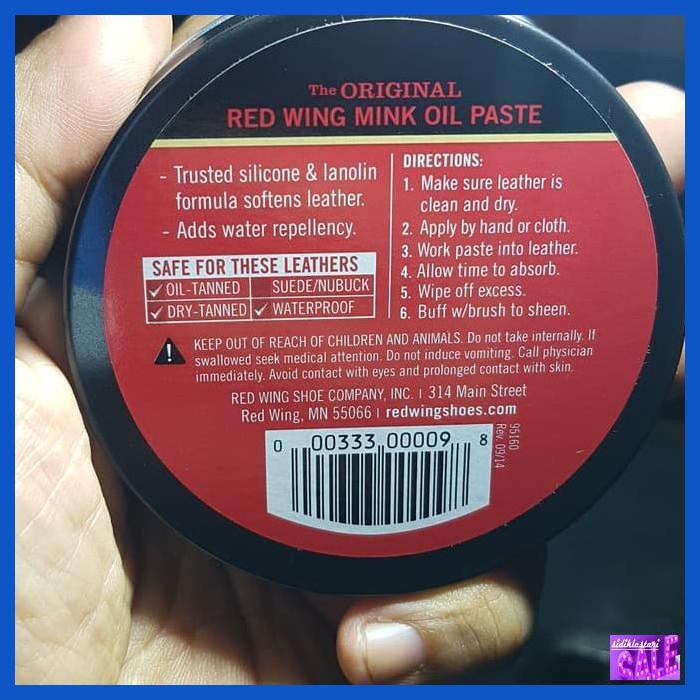 The ORIGINAL
RED WING MINK OIL PASTE
- Trusted silicone & lanolin
formula softens leather.
- Adds water repellency.
SAFE FOR THESE LEATHERS
✓ OIL-TANNED SUEDE/NUBUCK
✓ DRY-TANNED ✓ WATERPROOF
DIRECTIONS:
1. Make sure leather is
clean and dry.
2. Apply by hand or cloth.
3. Work paste into leather.
4. Allow time to absorb.
5. Wipe off excess.
6. Buff w/brush to sheen.
KEEP OUT OF REACH OF CHILDREN AND ANIMALS. Do not take internally. If
swallowed seek medical attention. Do not induce vomiting. Call physician
immediately. Avoid contact with eyes and prolonged contact with skin.
RED WING SHOE COMPANY, INC. | 314 Main Street
Red Wing, MN 55066 | redwingshoes.com
0 00333 00009 8
95160
Rev. 09/14
sidiklestari
SALE